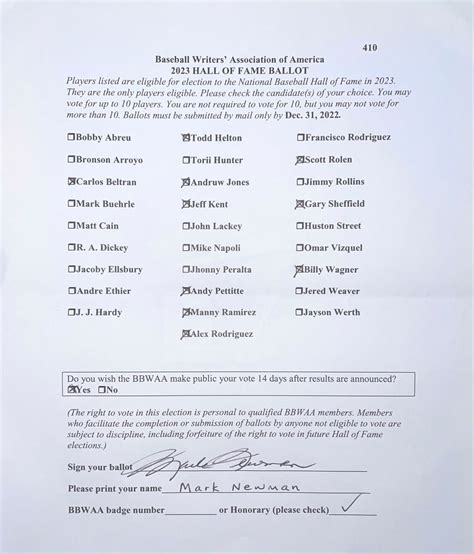 410
Baseball Writers' Association of America
2023 HALL OF FAME BALLOT
Players listed are eligible for election to the National Baseball Hall of Fame in 2023.
They are the only players eligible. Please check the candidate(s) of your choice. You may
vote for up to 10 players. You are not required to vote for 10, but you may not vote for
more than 10. Ballots must be submitted by mail only by Dec. 31, 2022.
Bobby Abreu Todd Helton Francisco Rodriguez
Bronson Arroyo Torii Hunter Scott Rolen
Carlos Beltran Andruw Jones Jimmy Rollins
Mark Buehrle Jeff Kent Gary Sheffield
Matt Cain John Lackey Huston Street
R. A. Dickey Mike Napoli Omar Vizquel
Jacoby Ellsbury Jhonny Peralta Billy Wagner
Andre Ethier Andy Pettitte Jered Weaver
J. J. Hardy Manny Ramirez Jayson Werth
Alex Rodriguez
Do you wish the BBWAA make public your vote 14 days after results are announced?
Yes No
(The right to vote in this election is personal to qualified BBWAA members. Members
who facilitate the completion or submission of ballots by anyone not eligible to vote are
subject to discipline, including forfeiture of the right to vote in future Hall of Fame
elections.)
Sign your ballot Mark Newman
Please print your name Mark Newman
BBWAA badge number or Honorary (please check) ✓